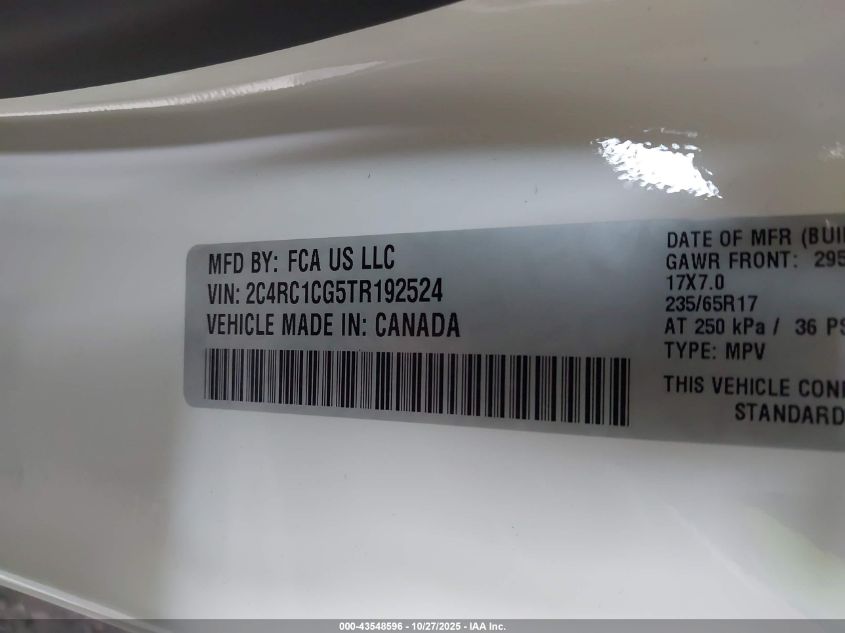 MFD BY: FCA US LLC
VIN: 2C4RC1CG5TR192524
VEHICLE MADE IN: CANADA
DATE OF MFR (BUI
GAWR FRONT: 295
17X7.0
235/65R17
AT 250 kPa / 36 PS
TYPE: MPV
THIS VEHICLE CON
STANDARD
000-43548596 - 10/27/2025 - IAA Inc.